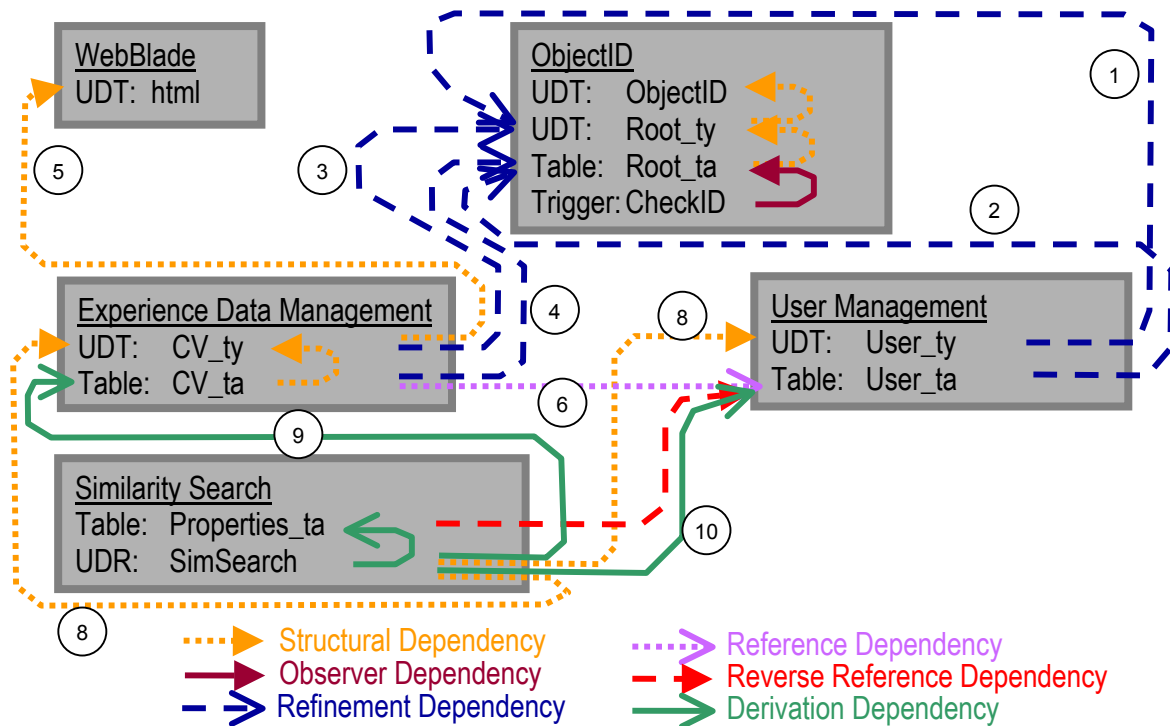 WebBlade
UDT: html
ObjectID
UDT: ObjectID
UDT: Root_ty
Table: Root_ta
Trigger: CheckID
1
5
3
2
Experience Data Management
UDT: CV_ty
Table: CV_ta
4
8
User Management
UDT: User_ty
Table: User_ta
6
9
Similarity Search
Table: Properties_ta
UDR: SimSearch
10
8
Structural Dependency
Observer Dependency
Refinement Dependency
Reference Dependency
Reverse Reference Dependency
Derivation Dependency